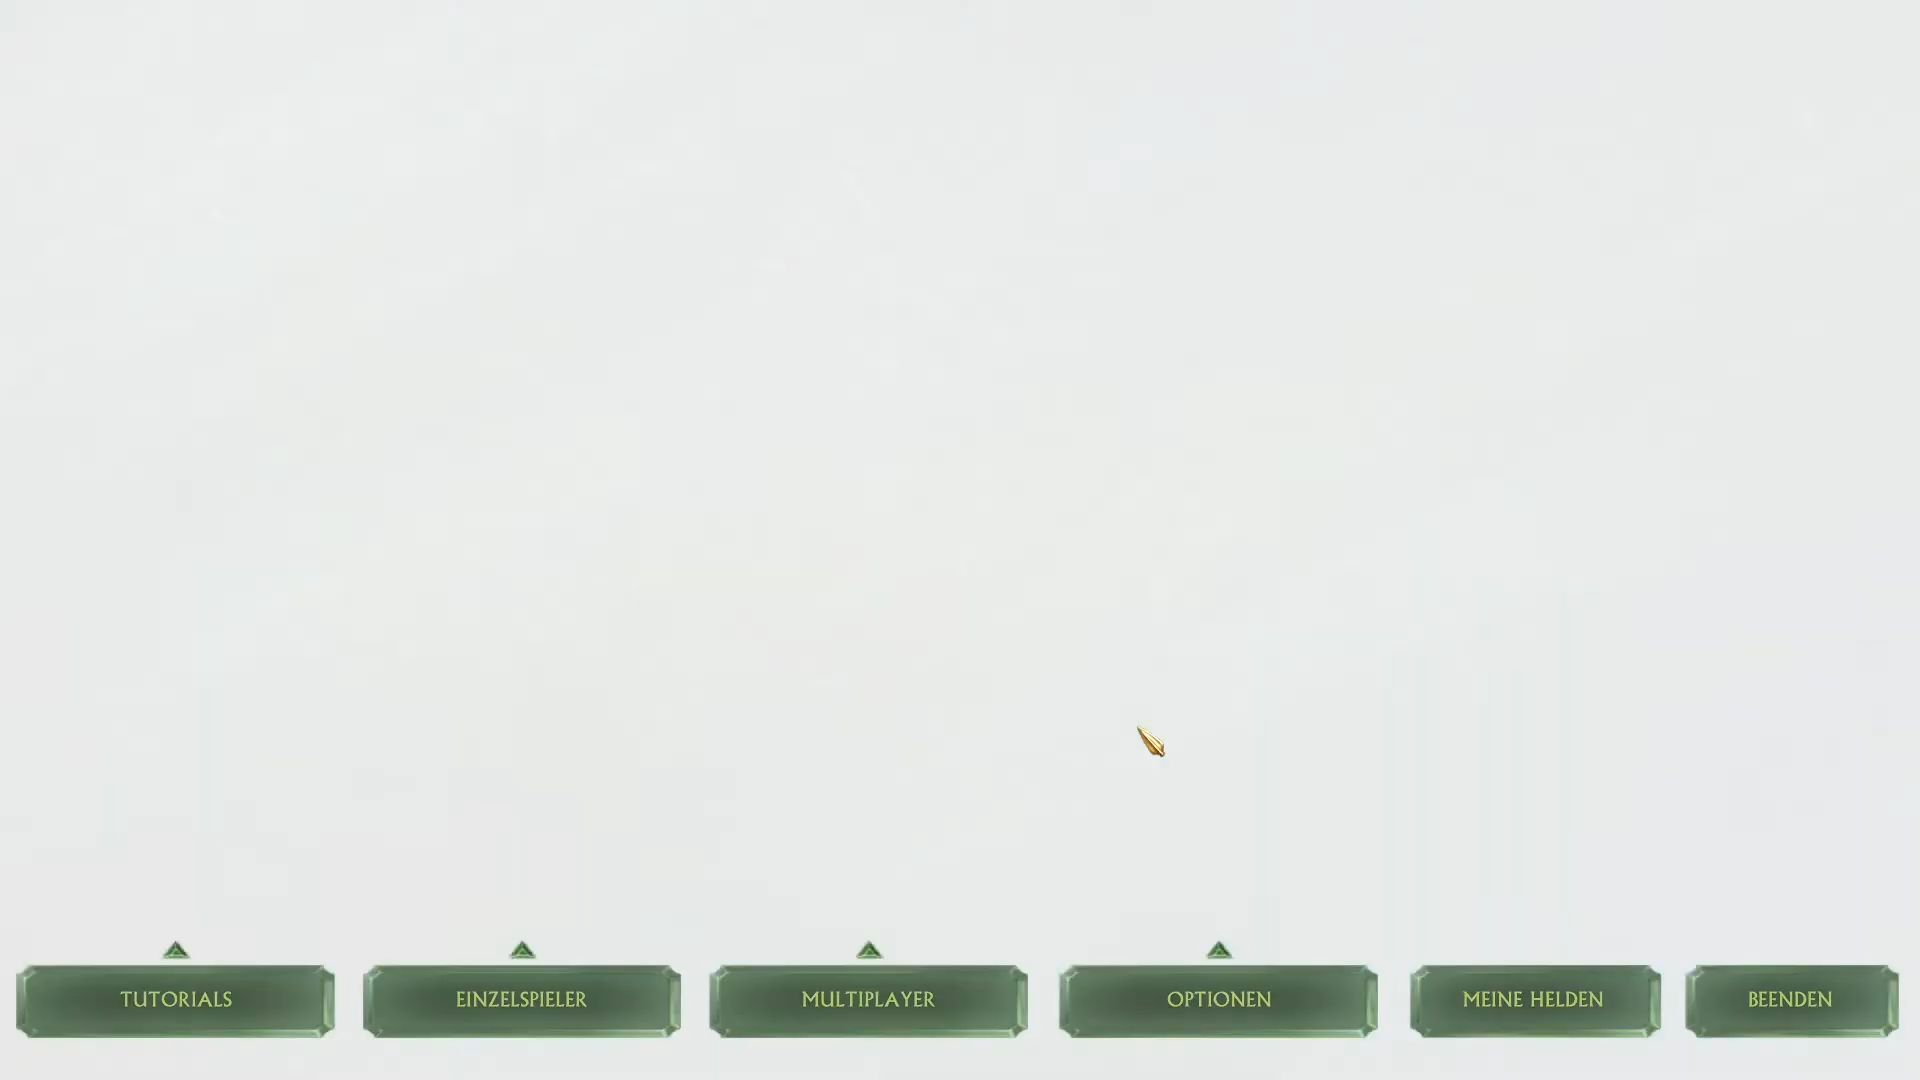 TUTORIALS
EINZELSPIELER
MULTIPLAYER
OPTIONEN
MEINE HELDEN
BEENDEN